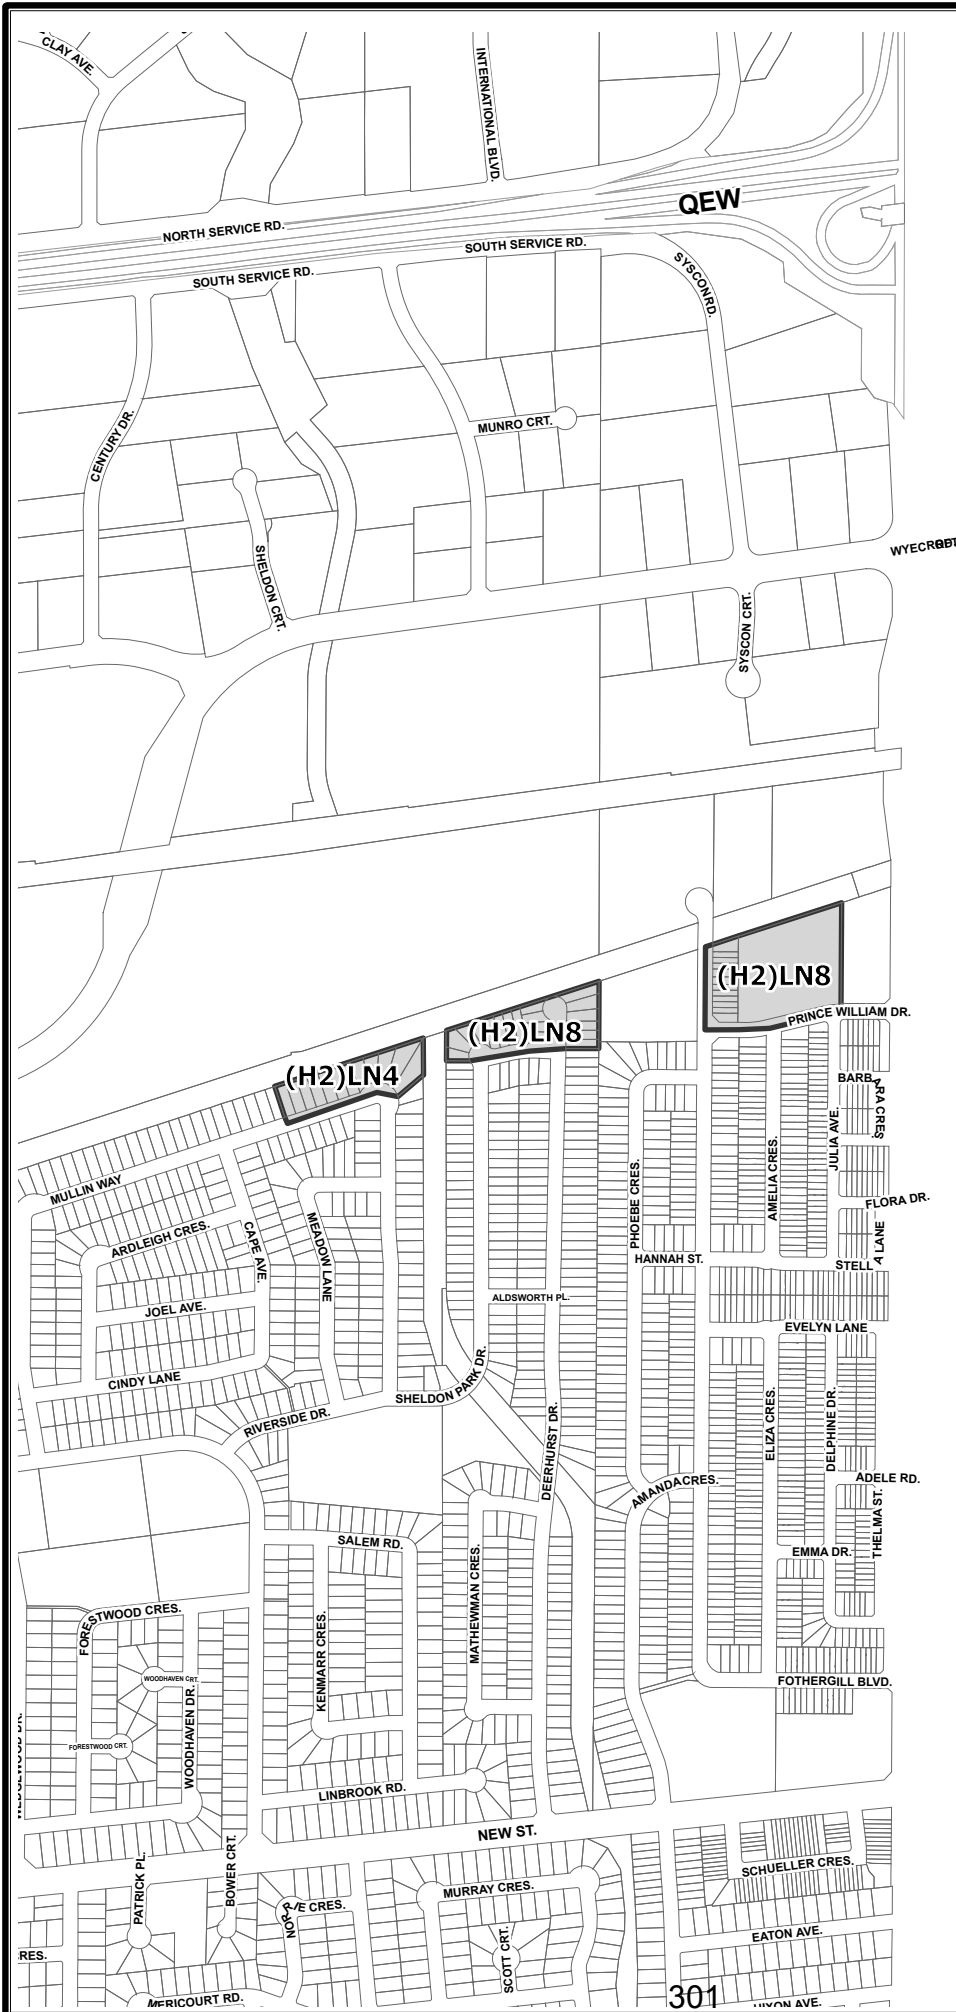 CLAY AVE.
INTERNATIONAL BLVD.
QEW
NORTH SERVICE RD.
SOUTH SERVICE RD.
SOUTH SERVICE RD.
SYSCON RD.
CENTURY DR.
MUNRO CRT.
SHELDON CRT.
SYSCON CRT.
(H2)LN8
PRINCE WILLIAM DR.
(H2)LN8
(H2)LN4
BARBARA CRES.
JULIA AVE.
AMELIA CRES.
PHOEBE CRES.
MULLIN WAY
FLORA DR.
ARDLEIGH CRES.
CAPE AVE.
MEADOW LANE
HANNAH ST.
STELLA LANE
ALDSWORTH PL.
JOEL AVE.
EVELYN LANE
CINDY LANE
SHELDON PARK DR.
RIVERSIDE DR.
DEERHURST DR.
ELIZA CRES.
DELPHINE DR.
ADELE RD.
AMANDA CRES.
THELMA ST.
SALEM RD.
EMMA DR.
MATHEWMAN CRES.
FORESTWOOD CRES.
KENMARR CRES.
WOODHAVEN CRT.
FOTHERGILL BLVD.
WOODHAVEN DR.
FORESTWOOD CRT.
LINBROOK RD.
NEW ST.
SCHUELLER CRES.
PATRICK PL.
BOWER CRT.
MURRAY CRES.
NORRIE CRES.
EATON AVE.
SCOTT CRT.
CRES.
MERICOURT RD.
301